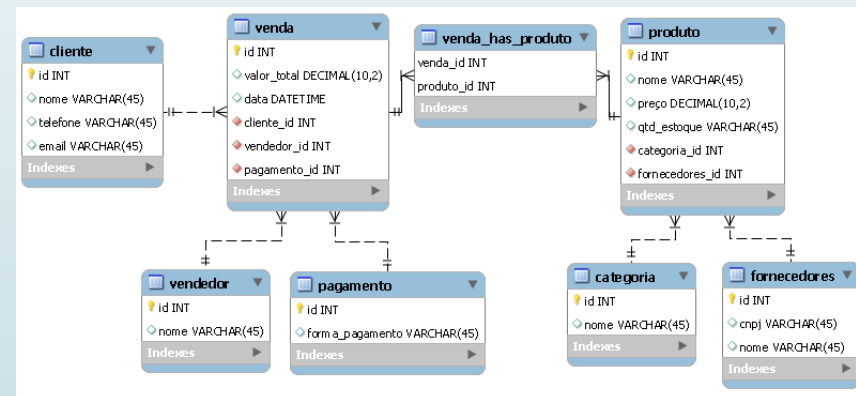 cliente
id INT
nome VARCHAR(45)
telefone VARCHAR(45)
email VARCHAR(45)
Indexes
venda
id INT
valor_total DECIMAL(10,2)
data DATETIME
cliente_id INT
vendedor_id INT
pagamento_id INT
Indexes
venda_has_produto
venda_id INT
produto_id INT
Indexes
produto
id INT
nome VARCHAR(45)
preço DECIMAL(10,2)
qtd_estoque VARCHAR(45)
categoria_id INT
fornecedores_id INT
Indexes
vendedor
id INT
nome VARCHAR(45)
Indexes
pagamento
id INT
forma_pagamento VARCHAR(45)
Indexes
categoria
id INT
nome VARCHAR(45)
Indexes
fornecedores
id INT
cnpj VARCHAR(45)
nome VARCHAR(45)
Indexes